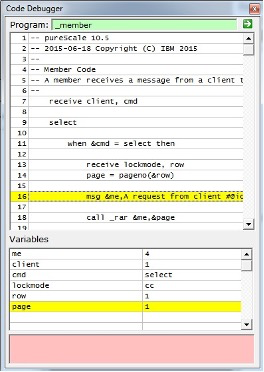 Code Debugger
Program: _member
1 -- pureScale 10.5
2 -- 2015-06-18 Copyright (C) IBM 2015
3 --
4 -- Member Code
5 -- A member receives a message from a client t
6 --
7 receive client, cmd
8
9 select
10
11 when &cmd = select then
12
13 receive lockmode, row
14 page = pageno(&row)
15
16 msg &me,A request from client #@
17
18 call _rar &me,&page
19
Variables
me 4
client 1
cmd select
lockmode cc
row 1
page 1